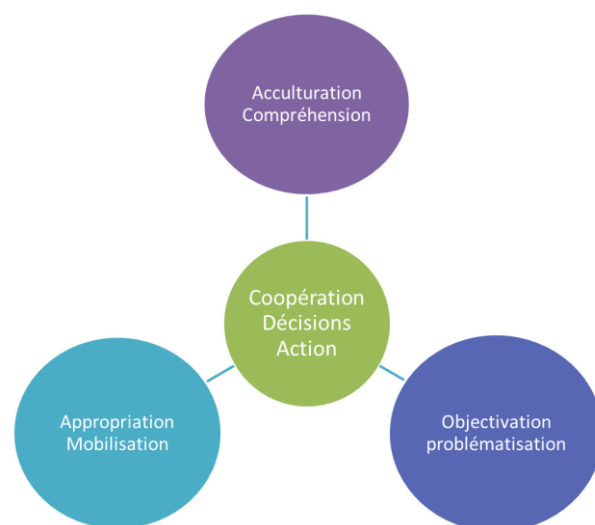 Acculturation
Compréhension
Coopération
Décisions
Action
Appropriation
Mobilisation
Objectivation
problématisation